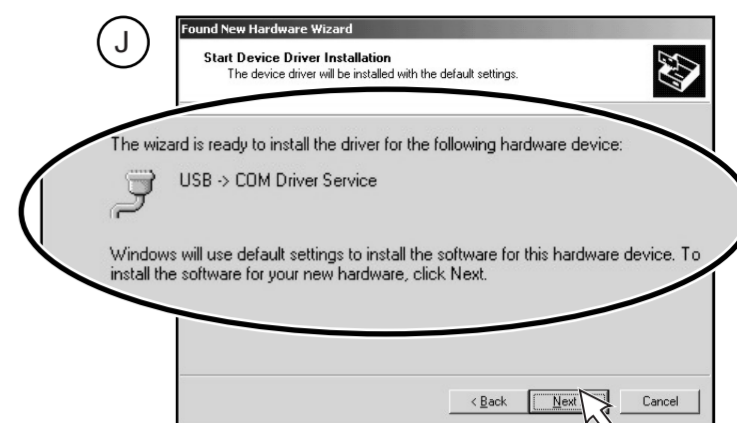 J
Found New Hardware Wizard
Start Device Driver Installation
The device driver will be installed with the default settings.
The wizard is ready to install the driver for the following hardware device:
USB -> COM Driver Service
Windows will use default settings to install the software for this hardware device. To
install the software for your new hardware, click Next.
< Back
Next
Cancel